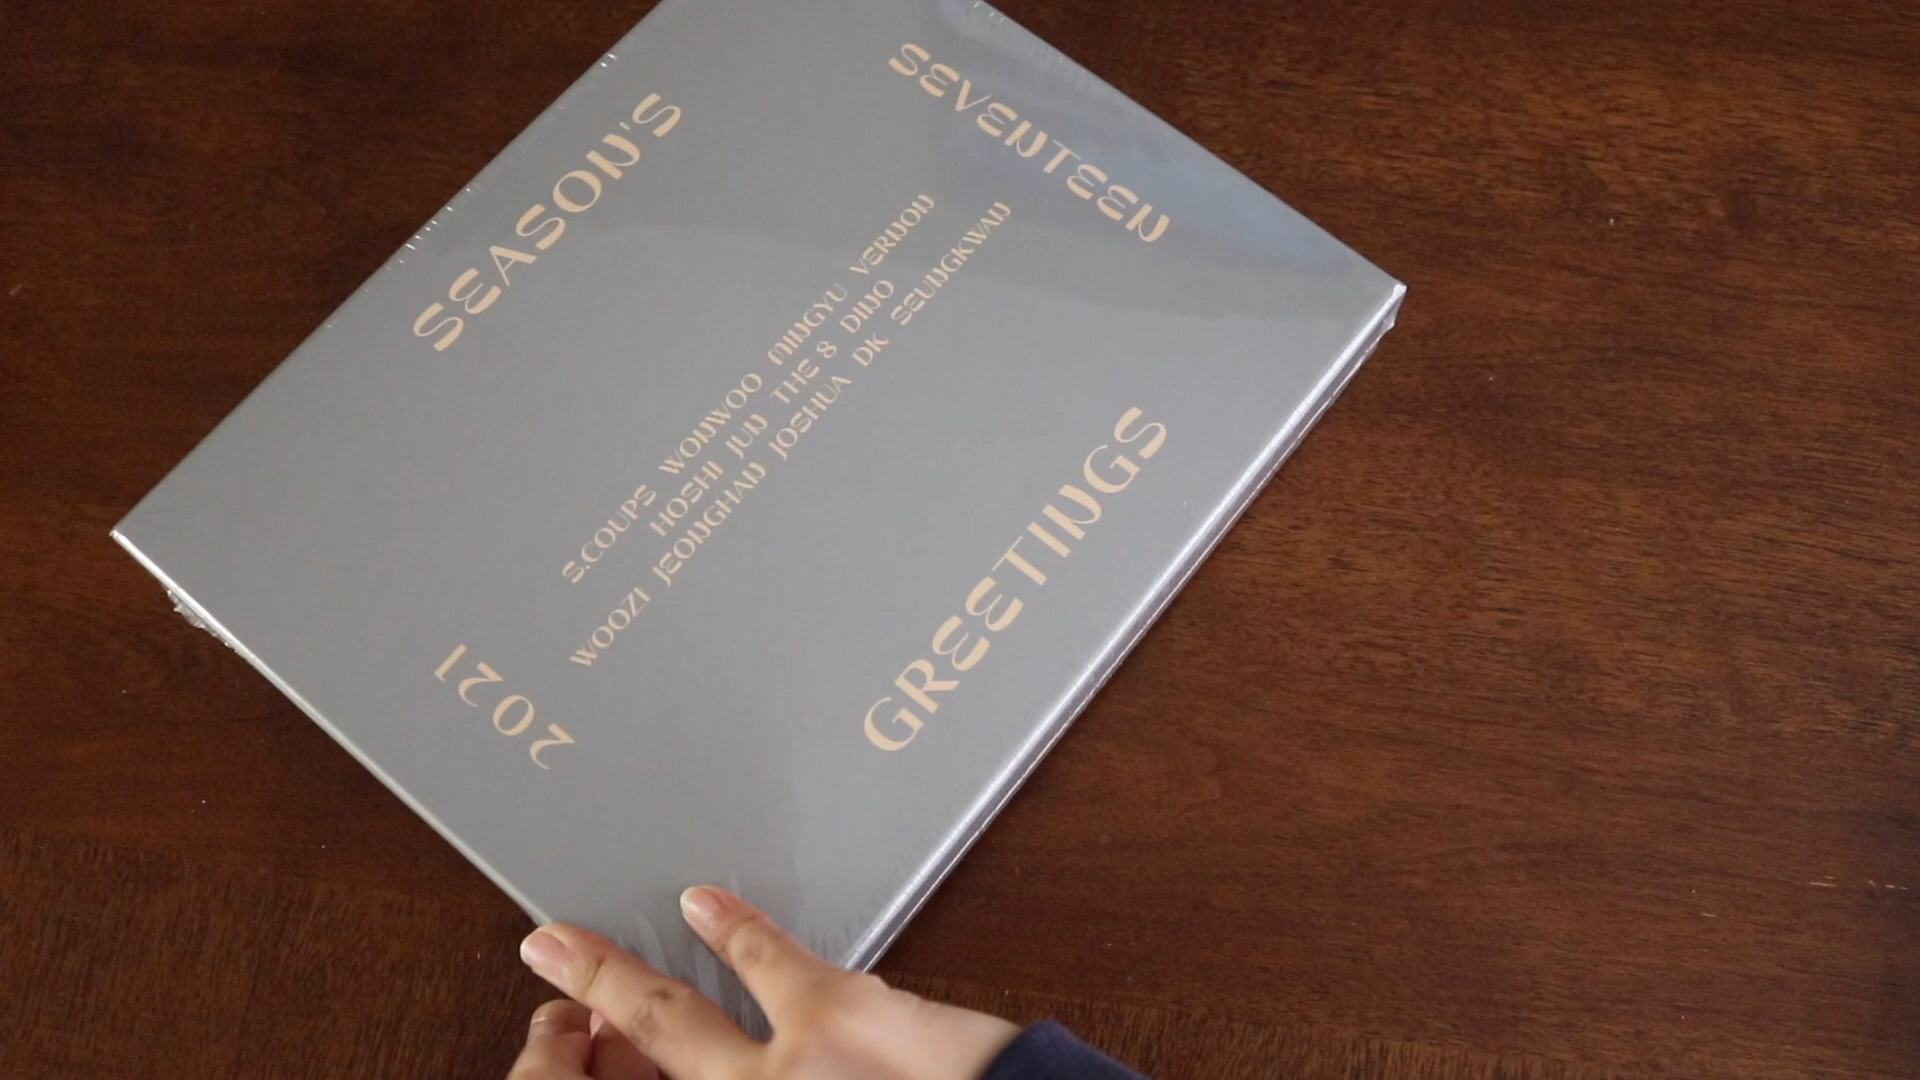 SEASON'S
SEVENTEEN
S.COUPS WONWOO MINGYU VERNON
HOSHI JUN THE 8 DINO
WOOZI JEONGHAN JOSHUA DK SEUNGKWAN
2021
GREETINGS